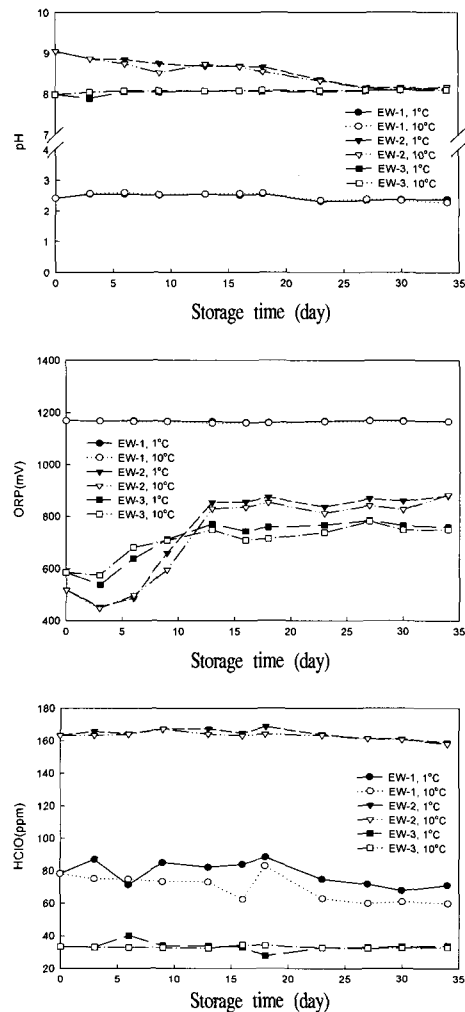 10
9
8
7
4
3
2
1
0
pH
EW-1, 1°C
EW-1, 10°C
EW-2, 1°C
EW-2, 10°C
EW-3, 1°C
EW-3, 10°C
0 5 10 15 20 25 30 35
Storage time (day)
1400
1200
1000
800
600
400
ORP(mV)
EW-1, 1°C
EW-1, 10°C
EW-2, 1°C
EW-2, 10°C
EW-3, 1°C
EW-3, 10°C
0 5 10 15 20 25 30 35
Storage time (day)
180
160
140
120
100
80
60
40
20
HClO(ppm)
EW-1, 1°C
EW-1, 10°C
EW-2, 1°C
EW-2, 10°C
EW-3, 1°C
EW-3, 10°C
0 5 10 15 20 25 30 35
Storage time (day)